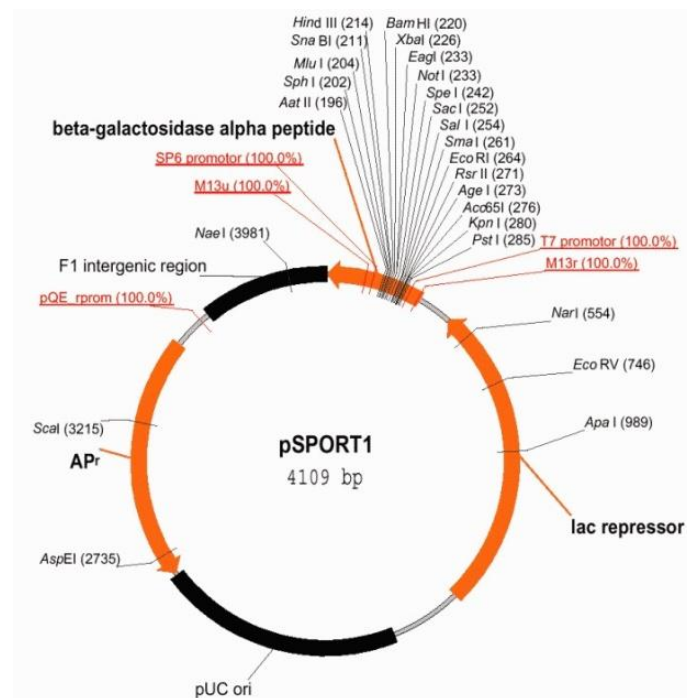 Hind III (214)
Sna BI (211)
Mlu I (204)
Sph I (202)
Aat II (196)
BamHI (220)
XbaI (226)
EagI (233)
NotI (233)
Spe I (242)
Sac I (252)
Sal I (254)
Sma I (261)
Eco RI (264)
Rsr II (271)
Age I (273)
Acc65I (276)
Kpn I (280)
Pst I (285)
beta-galactosidase alpha peptide
SP6 promotor (100.0%)
M13u (100.0%)
T7 promotor (100.0%)
M13r (100.0%)
Nae I (3981)
F1 intergenic region
pQE_rprom (100.0%)
NarI (554)
Eco RV (746)
Apa I (989)
ScaI (3215)
APr
pSPORT1
4109 bp
lac repressor
AspEI (2735)
pUC ori